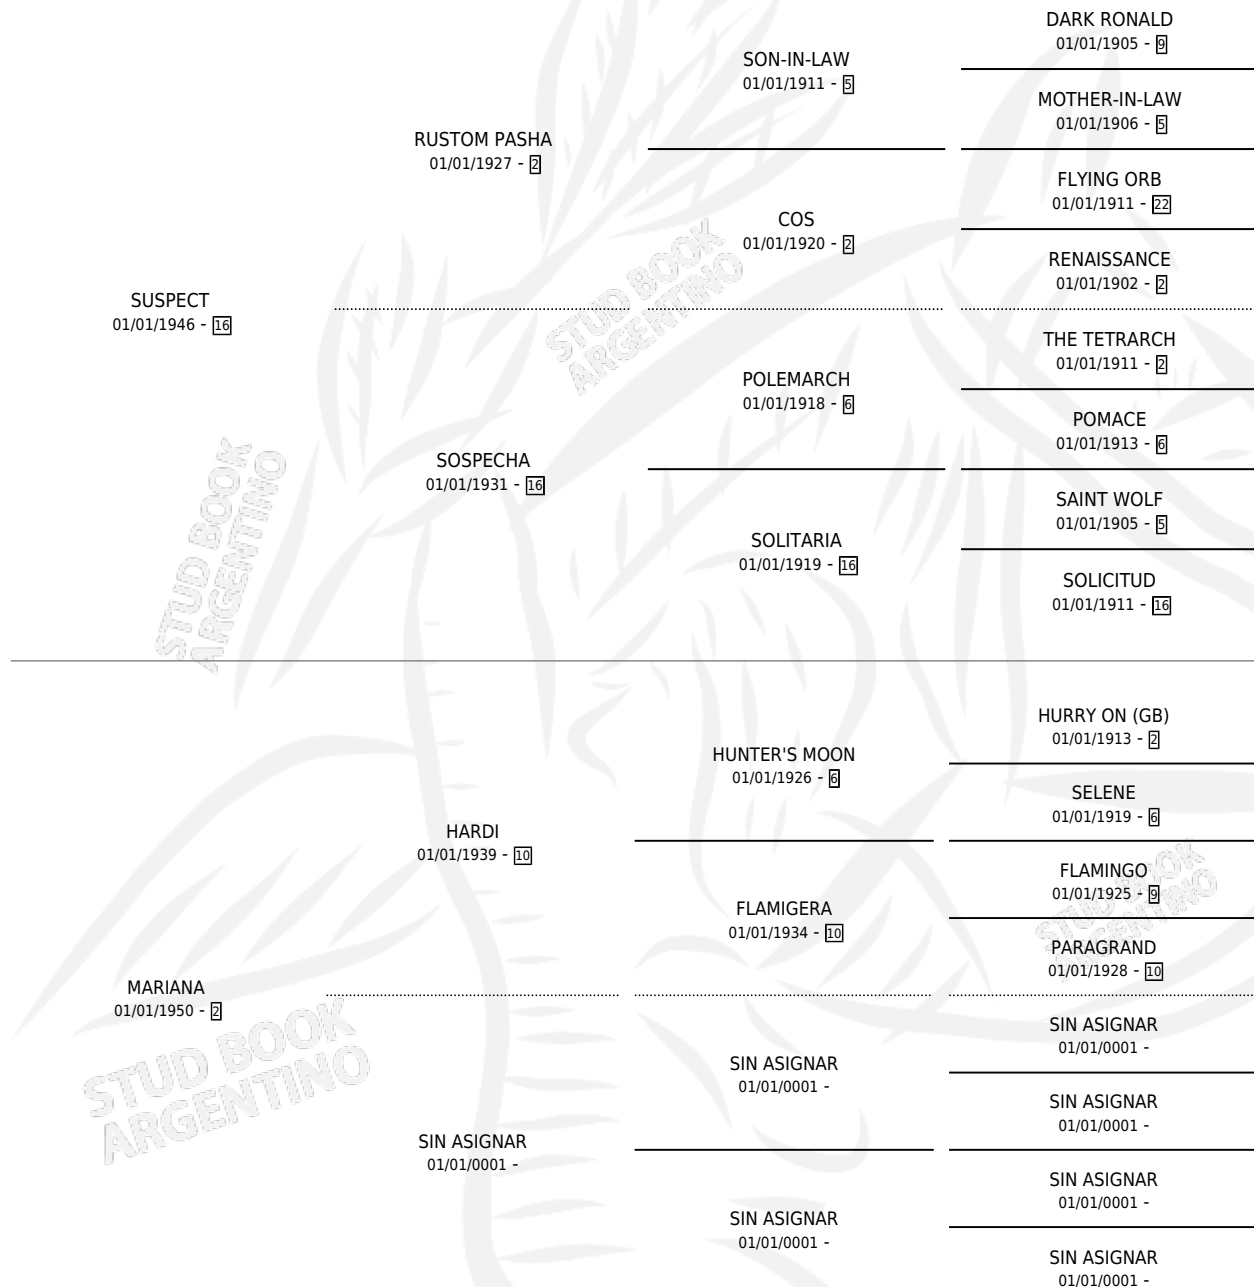 SUSPECT
01/01/1946 - 16
RUSTOM PASHA
01/01/1927 - 2
SON-IN-LAW
01/01/1911 - 5
DARK RONALD
01/01/1905 - 9
MOTHER-IN-LAW
01/01/1906 - 5
COS
01/01/1920 - 2
FLYING ORB
01/01/1911 - 22
RENAISSANCE
01/01/1902 - 2
SOSPECHA
01/01/1931 - 16
POLEMARCH
01/01/1918 - 6
THE TETRARCH
01/01/1911 - 2
POMACE
01/01/1913 - 6
SOLITARIA
01/01/1919 - 16
SAINT WOLF
01/01/1905 - 5
SOLICITUD
01/01/1911 - 16
MARIANA
01/01/1950 - 2
HARDI
01/01/1939 - 10
HUNTER'S MOON
01/01/1926 - 6
HURRY ON (GB)
01/01/1913 - 2
SELENE
01/01/1919 - 6
FLAMIGERA
01/01/1934 - 10
FLAMINGO
01/01/1925 - 9
PARAGRAND
01/01/1928 - 10
SIN ASIGNAR
01/01/0001 -
SIN ASIGNAR
01/01/0001 -
SIN ASIGNAR
01/01/0001 -
SIN ASIGNAR
01/01/0001 -
SIN ASIGNAR
01/01/0001 -
SIN ASIGNAR
01/01/0001 -
SIN ASIGNAR
01/01/0001 -
STUD BOOK
ARGENTINO
STUD BOOK
ARGENTINO
STUD BOOK
ARGENTINO
STUD BOOK
ARGENTINO